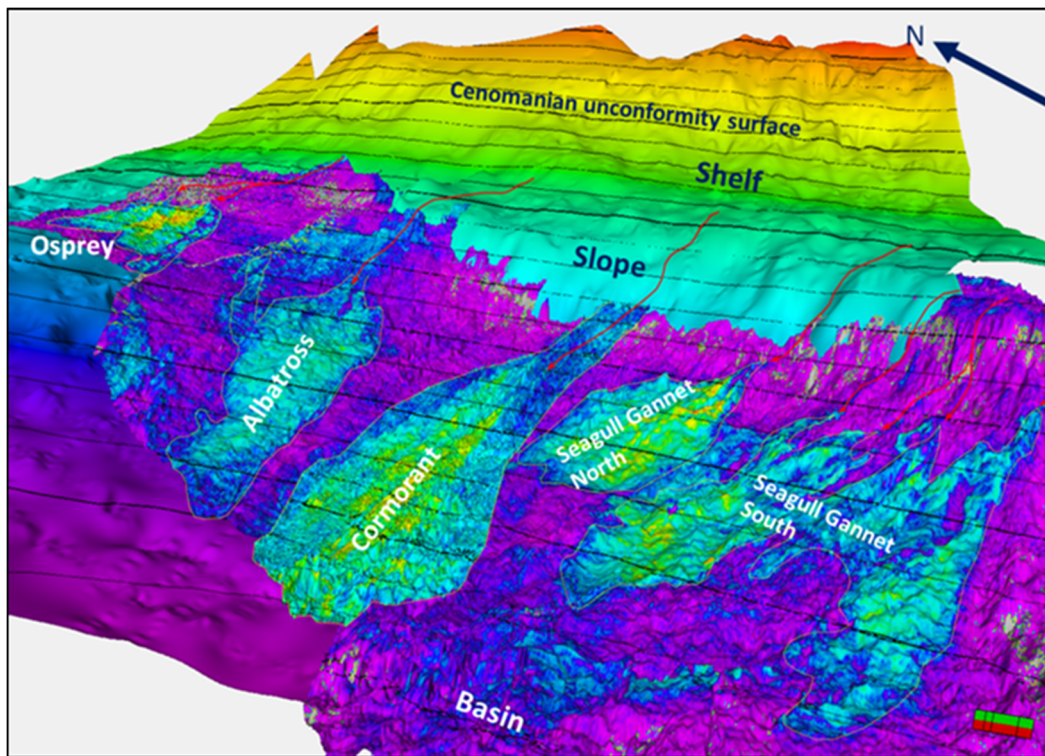 N
Cenomanian unconformity surface
Shelf
Slope
Osprey
Albatross
Cormorant
Seagull Gannet
North
Seagull Gannet
South
Basin